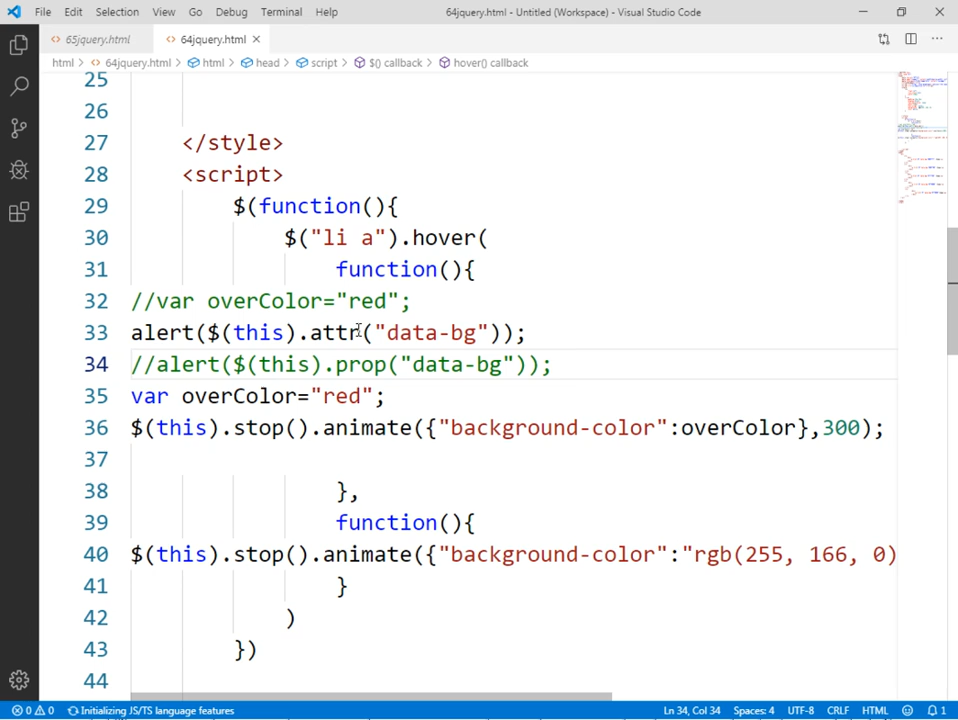 File Edit Selection View Go Debug Terminal Help 64jquery.html - Untitled (Workspace) - Visual Studio Code
65jquery.html 64jquery.html
html > 64jquery.html > html > head > script > $() callback > hover() callback
25
26
27 </style>
28 <script>
29 $(function(){
30 $("li a").hover(
31 function(){
32 //var overColor="red";
33 alert($(this).attr("data-bg"));
34 //alert($(this).prop("data-bg"));
35 var overColor="red";
36 $(this).stop().animate({"background-color":overColor},300);
37
38 },
39 function(){
40 $(this).stop().animate({"background-color":"rgb(255, 166, 0)
41 }
42 )
43 })
44
0 0 Initializing JS/TS language features Ln 34, Col 34 Spaces: 4 UTF-8 CRLF HTML 1